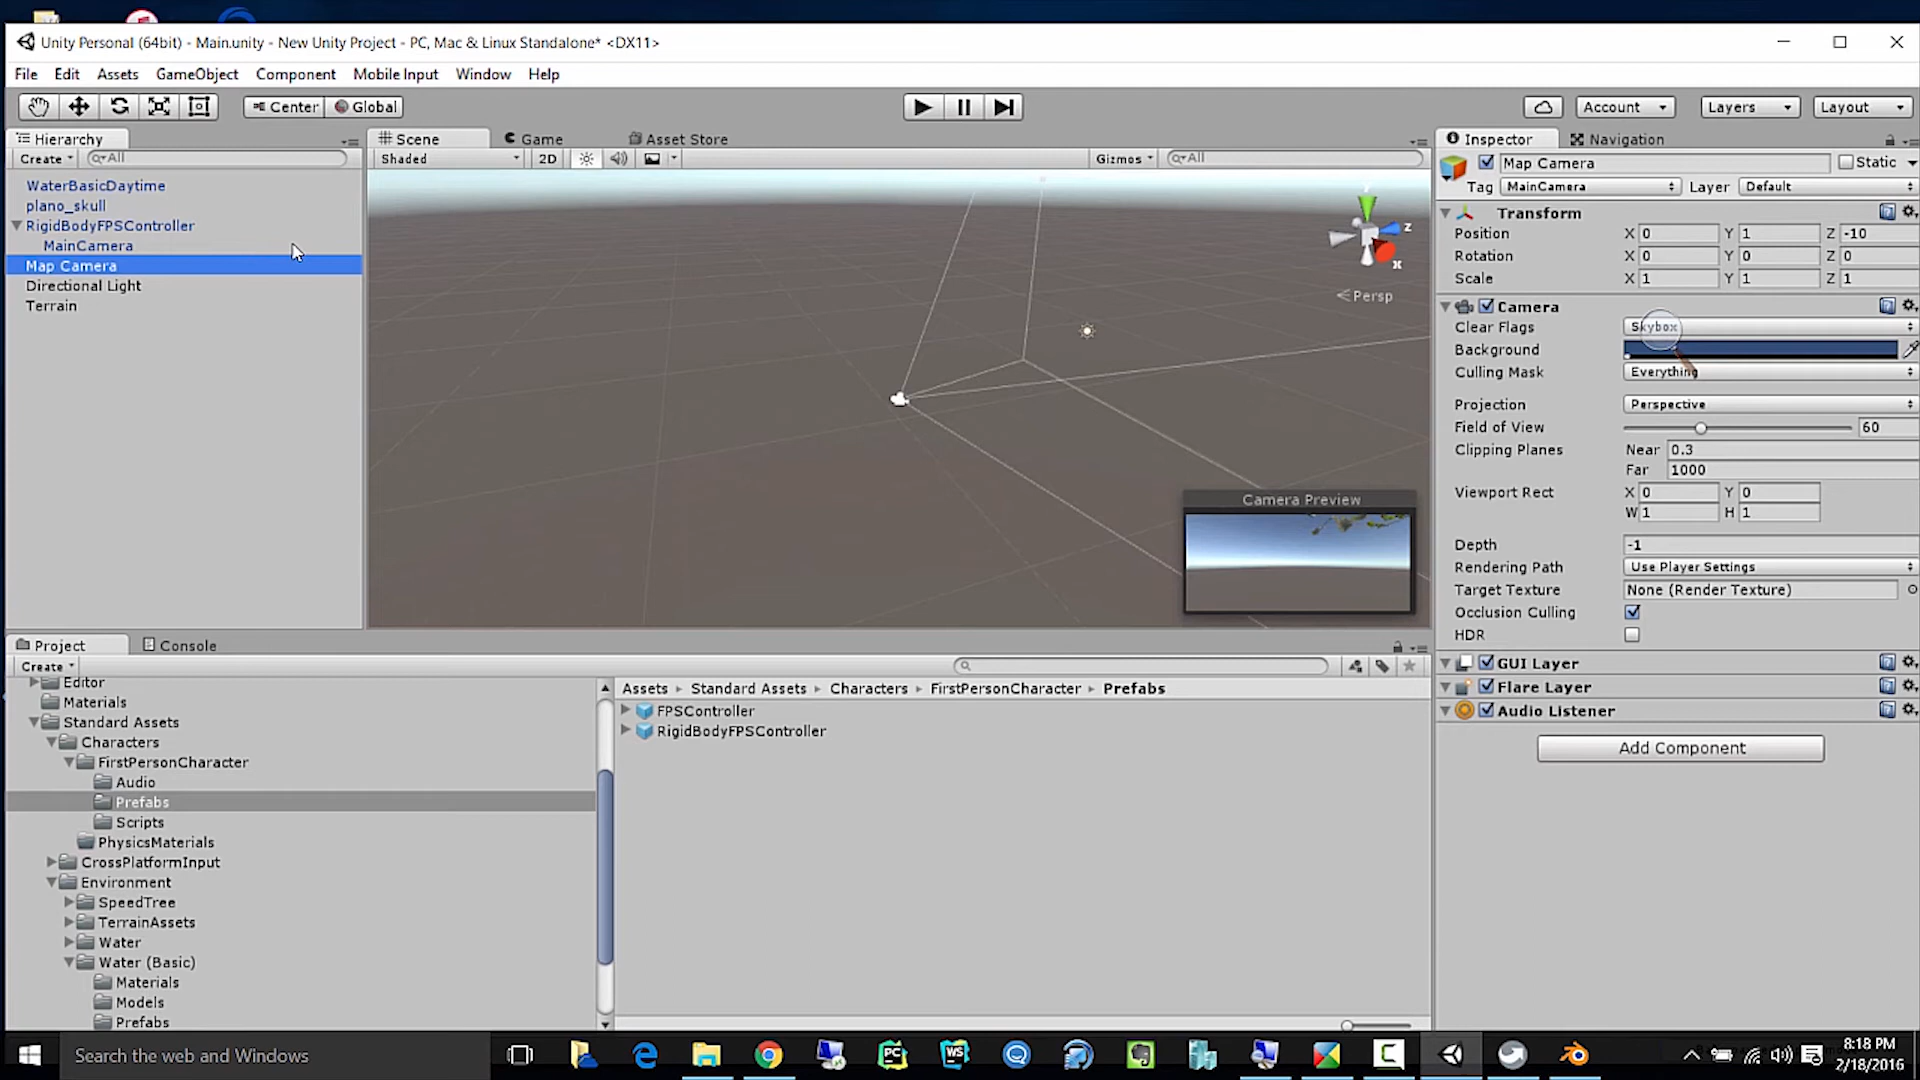 Unity Personal (64bit) - Main.unity - New Unity Project - PC, Mac & Linux Standalone* <DX11>
File Edit Assets GameObject Component Mobile Input Window Help
Center Global Account Layers Layout
Hierarchy
Create All
WaterBasicDaytime
plano_skull
RigidBodyFPSController
MainCamera
Map Camera
Directional Light
Terrain
Scene Game Asset Store
Shaded 2D Gizmos All
y
z
x
Persp
Camera Preview
Inspector Navigation
Map Camera Static
Tag MainCamera Layer Default
Transform
Position X 0 Y 1 Z -10
Rotation X 0 Y 0 Z 0
Scale X 1 Y 1 Z 1
Camera
Clear Flags Skybox
Background
Culling Mask Everything
Projection Perspective
Field of View 60
Clipping Planes Near 0.3
Far 1000
Viewport Rect X 0 Y 0
W 1 H 1
Depth -1
Rendering Path Use Player Settings
Target Texture None (Render Texture)
Occlusion Culling
HDR
GUI Layer
Flare Layer
Audio Listener
Add Component
Project Console
Create
Editor
Materials
Standard Assets
Characters
FirstPersonCharacter
Audio
Prefabs
Scripts
PhysicsMaterials
CrossPlatformInput
Environment
SpeedTree
TerrainAssets
Water
Water (Basic)
Materials
Models
Prefabs
Assets Standard Assets Characters FirstPersonCharacter Prefabs
FPSController
RigidBodyFPSController
Search the web and Windows
PC
WS
C
8:18 PM
2/18/2016